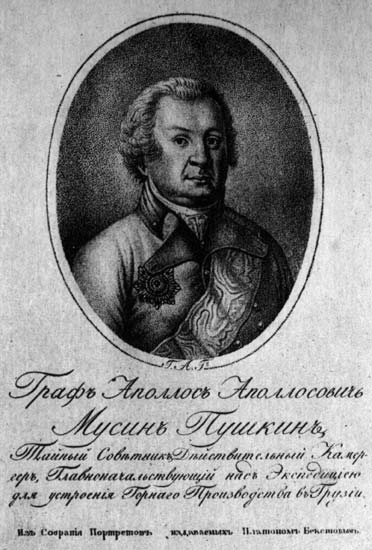 Г. А. Г.
Графъ Аполлосъ Аполлосовичь
Мусинъ Пушкинъ,
Тайный Совѣтникъ, Дѣйствительный Камер-
геръ, Главноначальствующій надъ Экспедиціею
для устроенія Горнаго Производства въ Грузіи.
Изъ Собранія Портретовъ издаваемыхъ Платономъ Бекетовымъ.